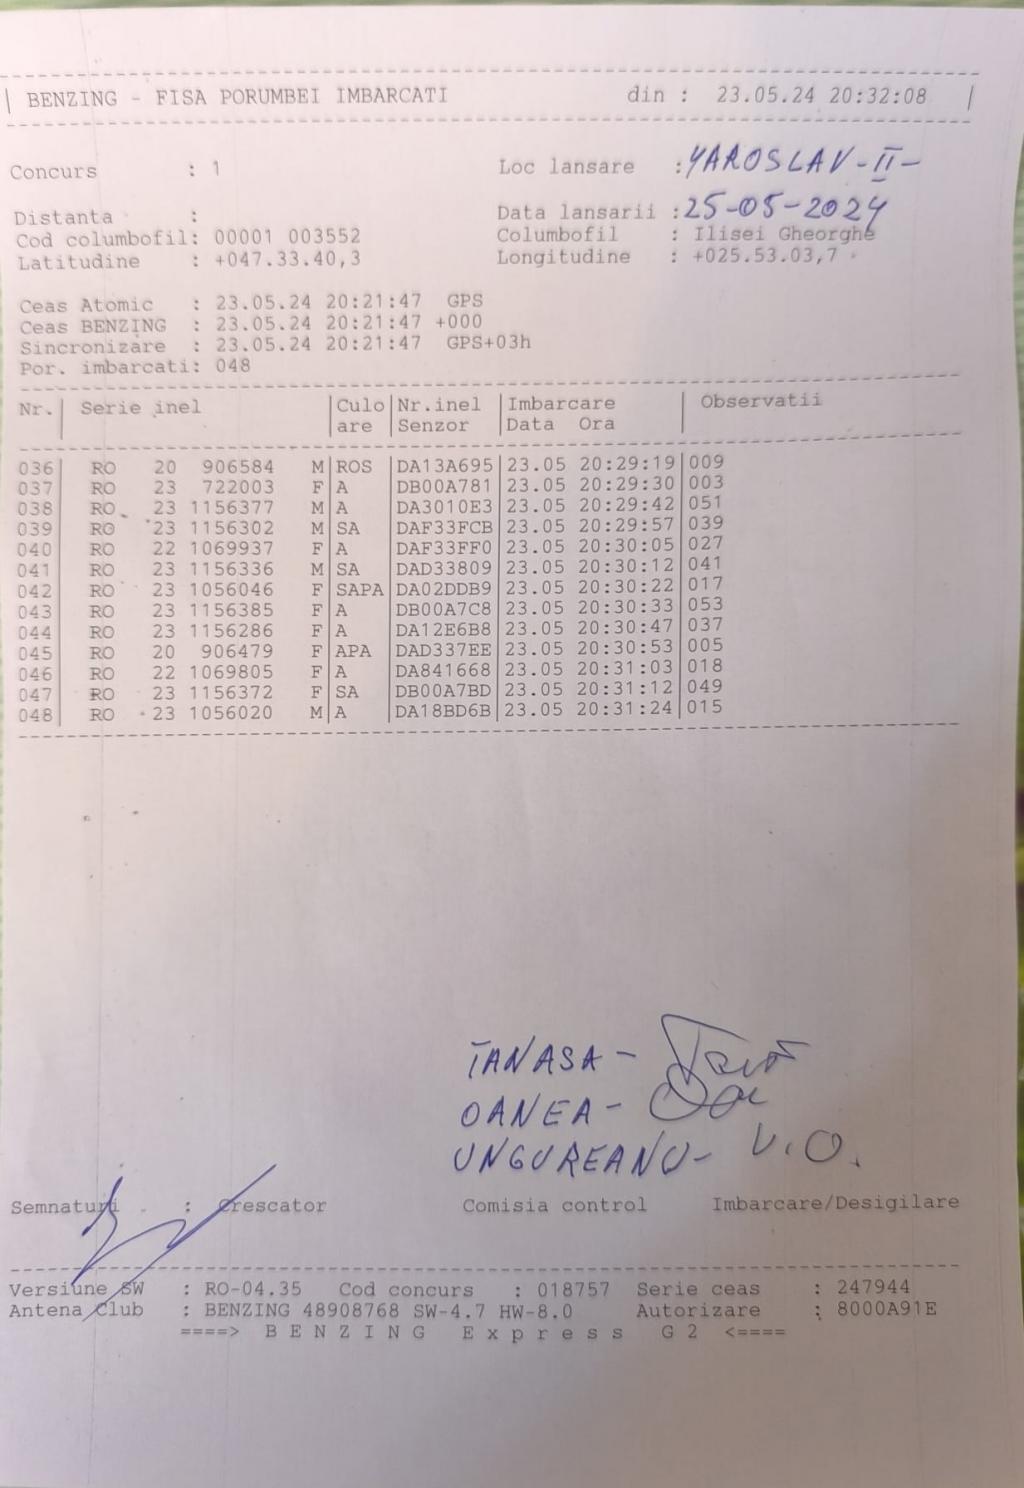 BENZING - FISA PORUMBEI IMBARCATI din : 23.05.24 20:32:08
Concurs : 1 Loc lansare : YAROSLAV-II-
Distanta : Data lansarii : 25-05-2024
Cod columbofil: 00001 003552 Columbofil : Ilisei Gheorghe
Latitudine : +047.33.40,3 Longitudine : +025.53.03,7
Ceas Atomic : 23.05.24 20:21:47 GPS
Ceas BENZING : 23.05.24 20:21:47 +000
Sincronizare : 23.05.24 20:21:47 GPS+03h
Por. imbarcati: 048
Nr.| Serie inel |Culo|Nr.inel |Imbarcare | Observatii
| |are |Senzor |Data Ora |
036| RO 20 906584 M|ROS |DA13A695|23.05 20:29:19|009
037| RO 23 722003 F|A |DB00A781|23.05 20:29:30|003
038| RO 23 1156377 M|A |DA3010E3|23.05 20:29:42|051
039| RO 23 1156302 M|SA |DAF33FCB|23.05 20:29:57|039
040| RO 22 1069937 F|A |DAF33FF0|23.05 20:30:05|027
041| RO 23 1156336 M|SA |DAD33809|23.05 20:30:12|041
042| RO 23 1056046 F|SAPA|DA02DDB9|23.05 20:30:22|017
043| RO 23 1156385 F|A |DB00A7C8|23.05 20:30:33|053
044| RO 23 1156286 F|A |DA12E6B8|23.05 20:30:47|037
045| RO 20 906479 F|APA |DAD337EE|23.05 20:30:53|005
046| RO 22 1069805 F|A |DA841668|23.05 20:31:03|018
047| RO 23 1156372 F|SA |DB00A7BD|23.05 20:31:12|049
048| RO 23 1056020 M|A |DA18BD6B|23.05 20:31:24|015
TANASA -
OANEA -
UNGUREANU - U.O.
Semnaturi : Crescator Comisia control Imbarcare/Desigilare
Versiune SW : RO-04.35 Cod concurs : 018757 Serie ceas : 247944
Antena Club : BENZING 48908768 SW-4.7 HW-8.0 Autorizare : 8000A91E
====> B E N Z I N G E x p r e s s G 2 <====